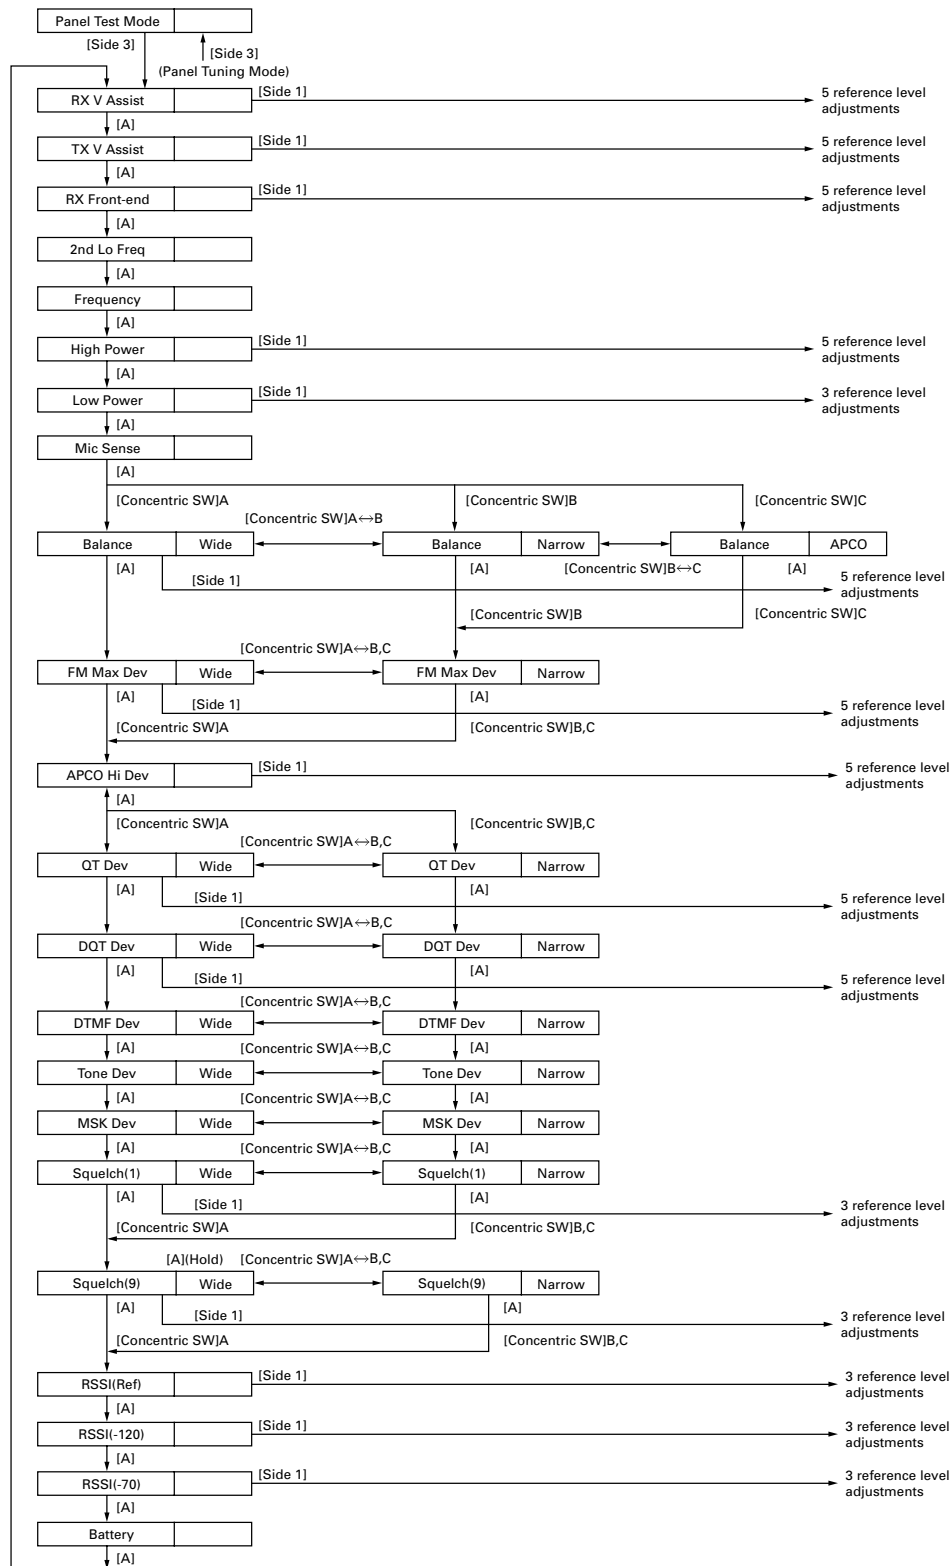 Panel Test Mode
[Side 3]
[Side 3]
(Panel Tuning Mode)
RX V Assist
[Side 1]
5 reference level
adjustments
[A]
TX V Assist
[Side 1]
5 reference level
adjustments
[A]
RX Front-end
[Side 1]
5 reference level
adjustments
[A]
2nd Lo Freq
[A]
Frequency
[A]
High Power
[Side 1]
5 reference level
adjustments
[A]
Low Power
[Side 1]
3 reference level
adjustments
[A]
Mic Sense
[A]
[Concentric SW]A
[Concentric SW]B
[Concentric SW]C
[Concentric SW]A↔B
Balance Wide
Balance Narrow
Balance APCO
[A]
[A]
[Concentric SW]B↔C
[A]
[Side 1]
5 reference level
adjustments
[Concentric SW]B
[Concentric SW]C
[Concentric SW]A↔B,C
FM Max Dev Wide
FM Max Dev Narrow
[A]
[A]
[Side 1]
5 reference level
adjustments
[Concentric SW]A
[Concentric SW]B,C
APCO Hi Dev
[Side 1]
5 reference level
adjustments
[A]
[Concentric SW]A
[Concentric SW]B,C
[Concentric SW]A↔B,C
QT Dev Wide
QT Dev Narrow
[A]
[A]
[Side 1]
5 reference level
adjustments
[Concentric SW]A↔B,C
DQT Dev Wide
DQT Dev Narrow
[A]
[A]
[Side 1]
5 reference level
adjustments
[Concentric SW]A↔B,C
DTMF Dev Wide
DTMF Dev Narrow
[A]
[Concentric SW]A↔B,C
[A]
Tone Dev Wide
Tone Dev Narrow
[A]
[Concentric SW]A↔B,C
[A]
MSK Dev Wide
MSK Dev Narrow
[A]
[Concentric SW]A↔B,C
[A]
Squelch(1) Wide
Squelch(1) Narrow
[A]
[A]
[Side 1]
3 reference level
adjustments
[Concentric SW]A
[Concentric SW]B,C
[A](Hold)
[Concentric SW]A↔B,C
Squelch(9) Wide
Squelch(9) Narrow
[A]
[A]
[Side 1]
3 reference level
adjustments
[Concentric SW]A
[Concentric SW]B,C
RSSI(Ref)
[Side 1]
3 reference level
adjustments
[A]
RSSI(-120)
[Side 1]
3 reference level
adjustments
[A]
RSSI(-70)
[Side 1]
3 reference level
adjustments
[A]
Battery
[A]